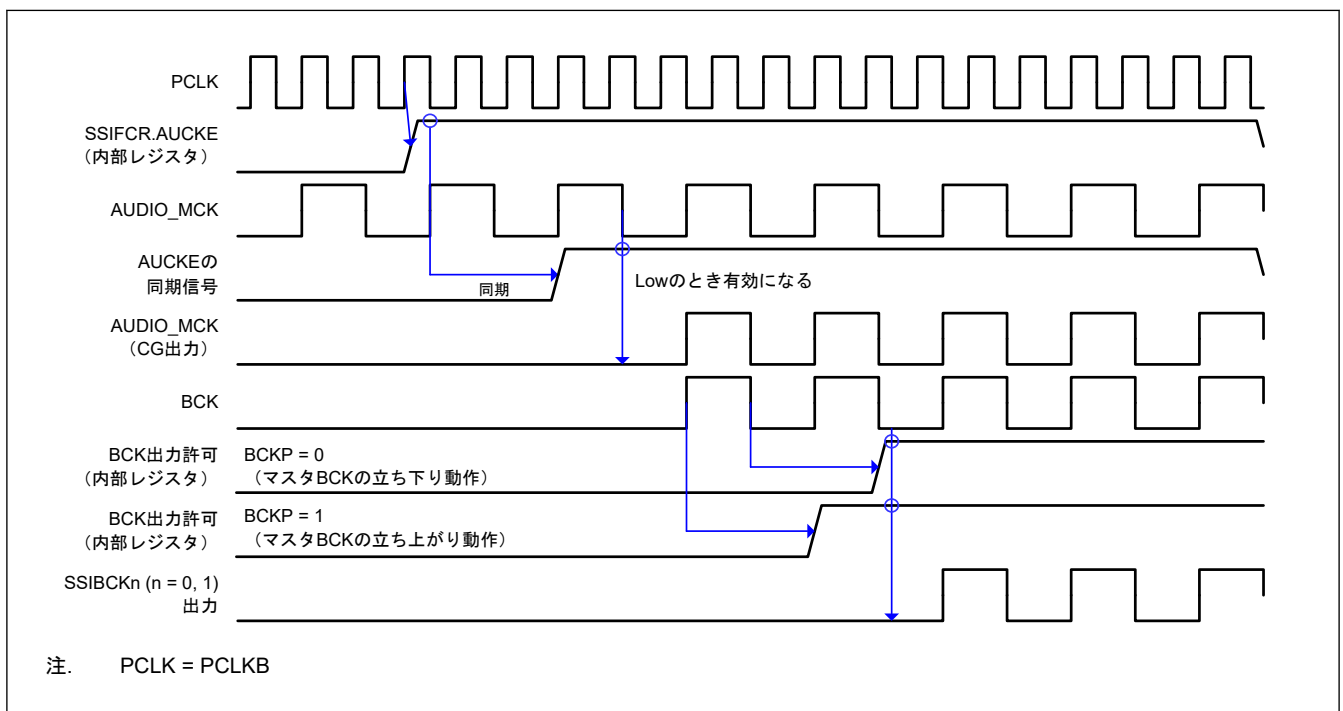 PCLK
SSIFCR.AUCKE
（内部レジスタ）
AUDIO_MCK
AUCKEの
同期信号
同期
Lowのとき有効になる
AUDIO_MCK
（CG出力）
BCK
BCK出力許可
（内部レジスタ）
BCKP = 0
（マスタBCKの立ち下り動作）
BCK出力許可
（内部レジスタ）
BCKP = 1
（マスタBCKの立ち上がり動作）
SSIBCKn (n = 0, 1)
出力
注. PCLK = PCLKB